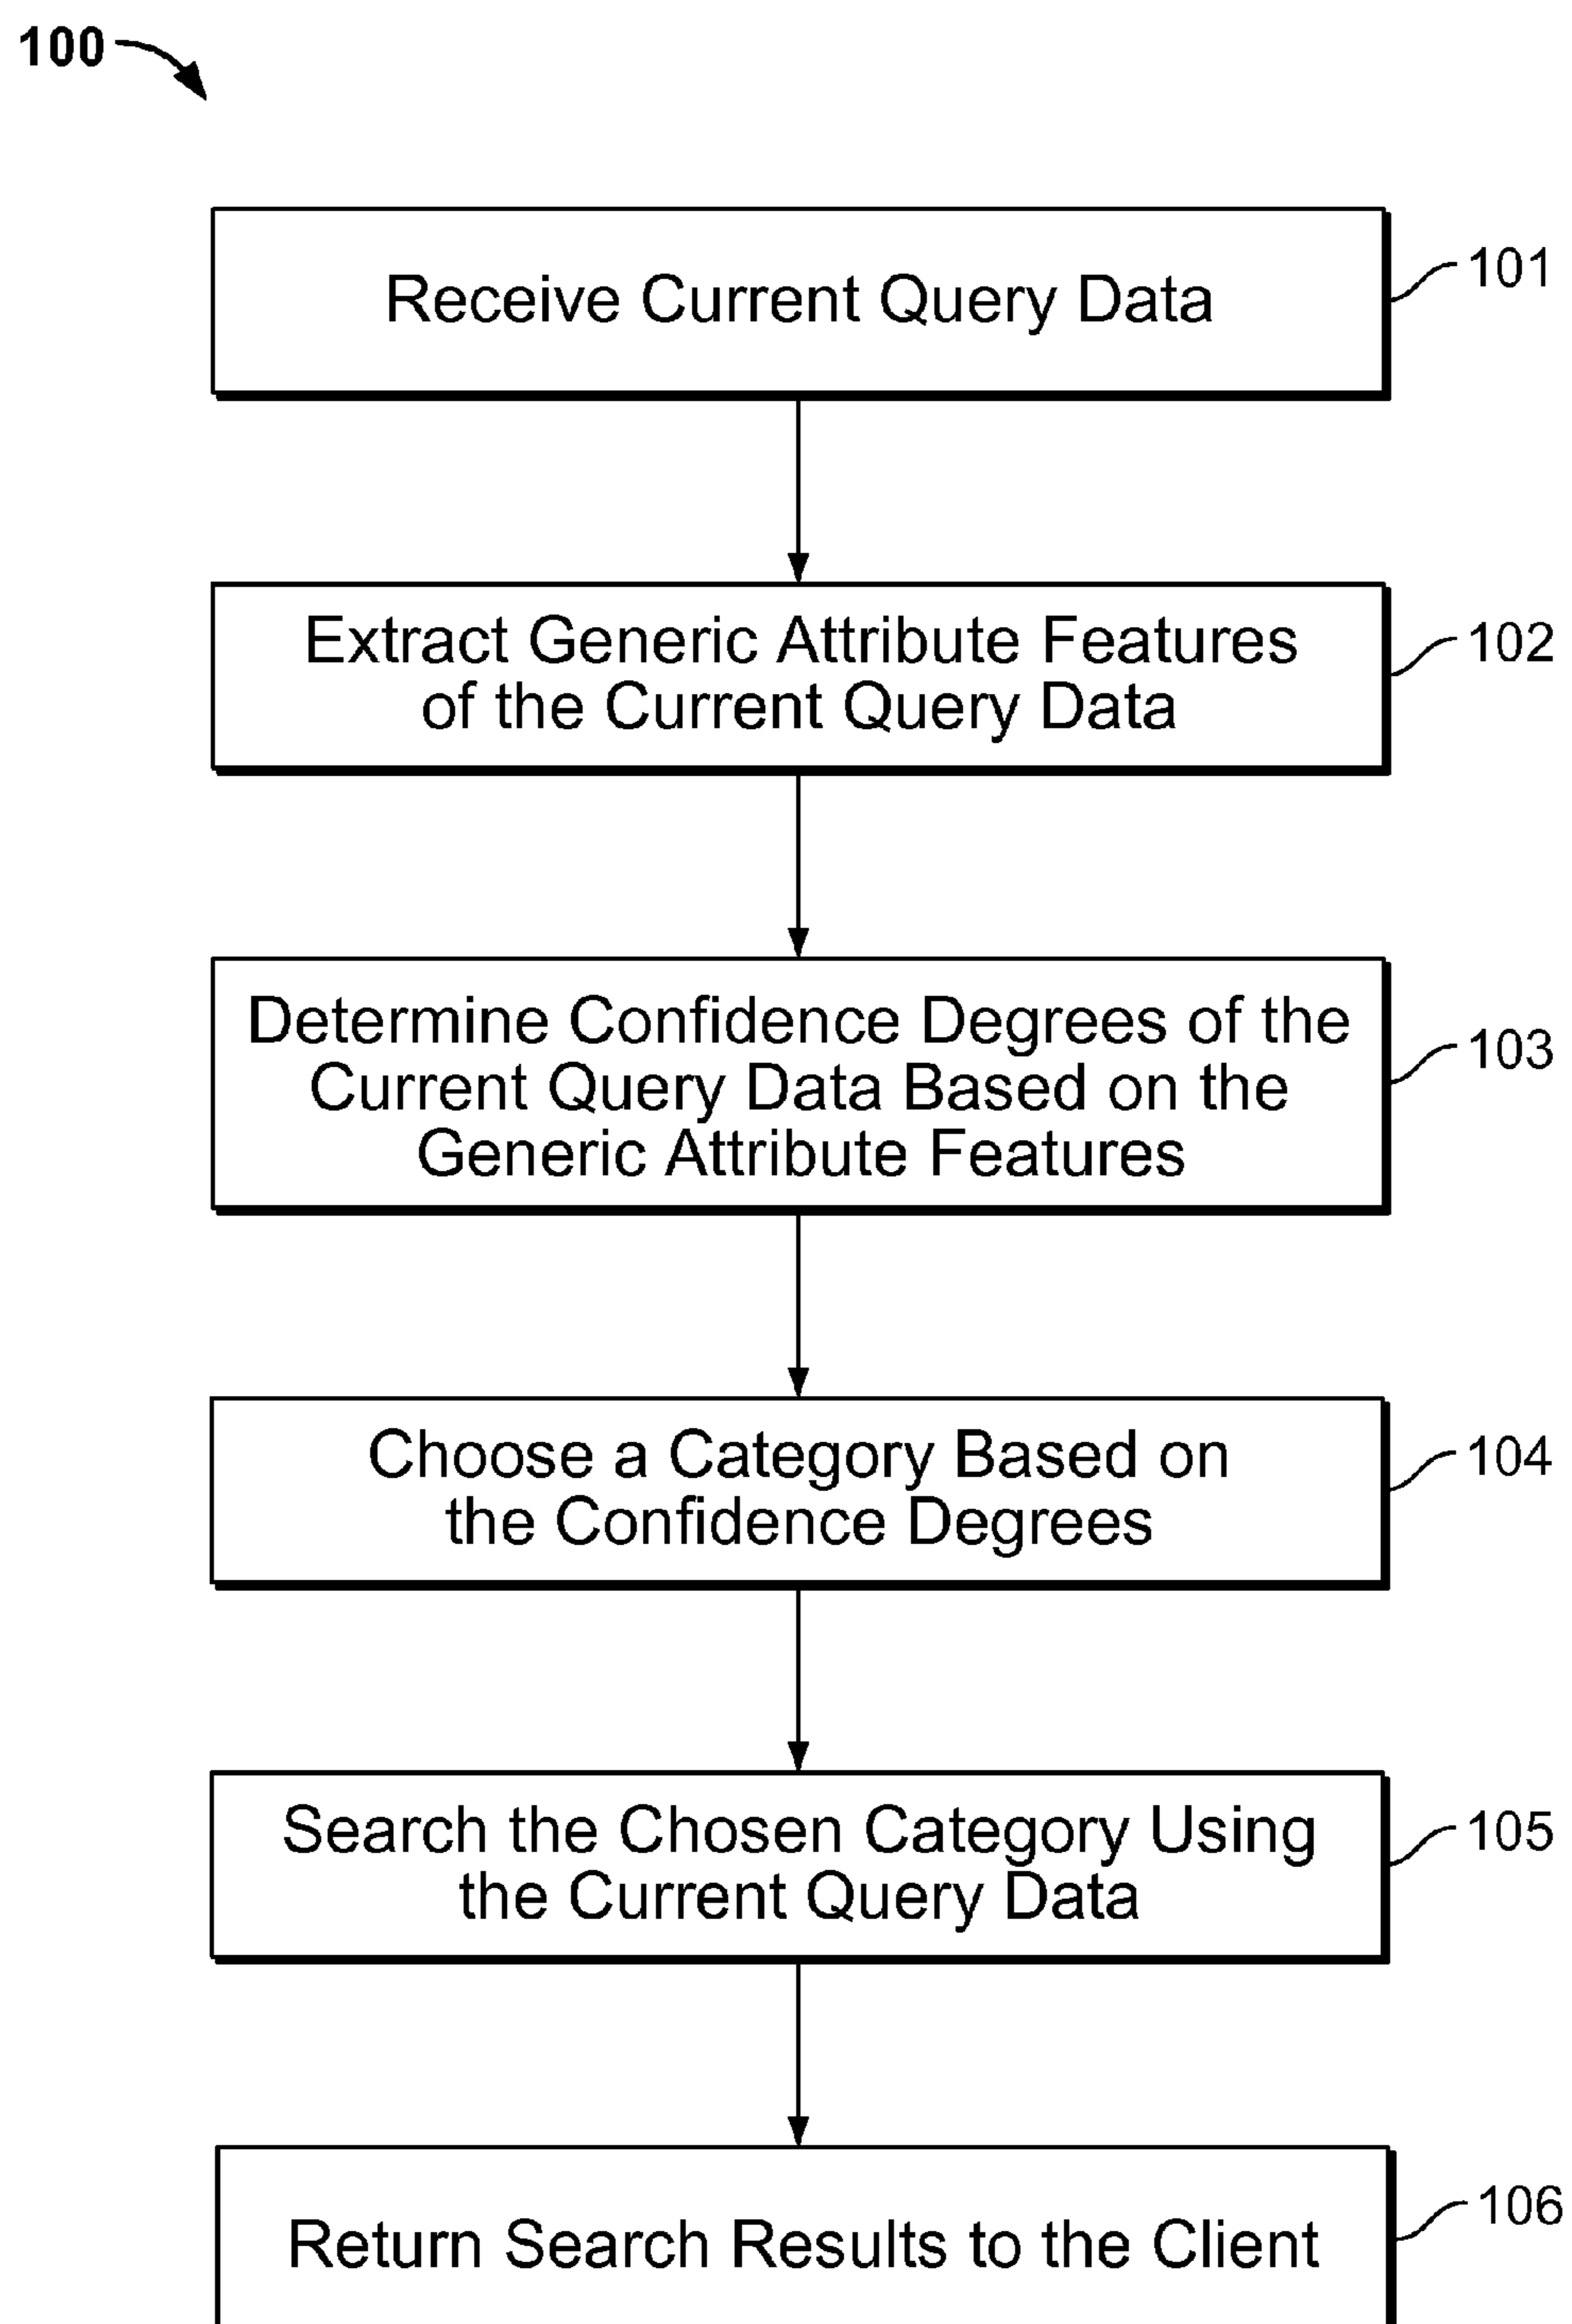 100
Receive Current Query Data
101
Extract Generic Attribute Features
of the Current Query Data
102
Determine Confidence Degrees of the
Current Query Data Based on the
Generic Attribute Features
103
Choose a Category Based on
the Confidence Degrees
104
Search the Chosen Category Using
the Current Query Data
105
Return Search Results to the Client
106